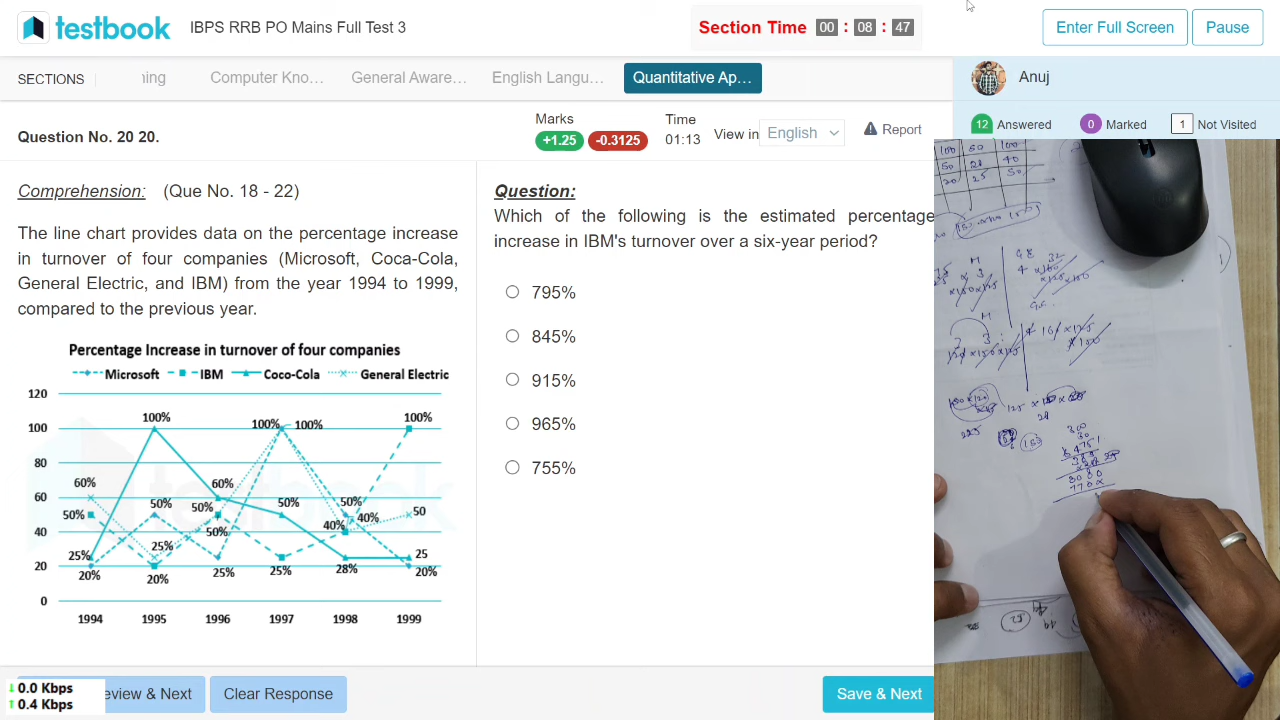 testbook
IBPS RRB PO Mains Full Test 3
Section Time 00 : 08 : 47
Enter Full Screen
Pause
SECTIONS
ning
Computer Kno...
General Aware...
English Langu...
Quantitative Ap...
Anuj
12 Answered
0 Marked
1 Not Visited
Question No. 20 20.
Marks
+1.25 -0.3125
Time
01:13
View in English
Report
Comprehension: (Que No. 18 - 22)
The line chart provides data on the percentage increase
in turnover of four companies (Microsoft, Coca-Cola,
General Electric, and IBM) from the year 1994 to 1999,
compared to the previous year.
Percentage Increase in turnover of four companies
Microsoft IBM Coco-Cola General Electric
120
100
80
60
40
20
0
60%
50%
25%
20%
100%
50%
25%
20%
60%
50%
50%
25%
100% 100%
50%
25%
50%
40% 40%
28%
100%
50
25
20%
1994 1995 1996 1997 1998 1999
Question:
Which of the following is the estimated percentage
increase in IBM's turnover over a six-year period?
795%
845%
915%
965%
755%
0.0 Kbps
0.4 Kbps
eview & Next
Clear Response
Save & Next